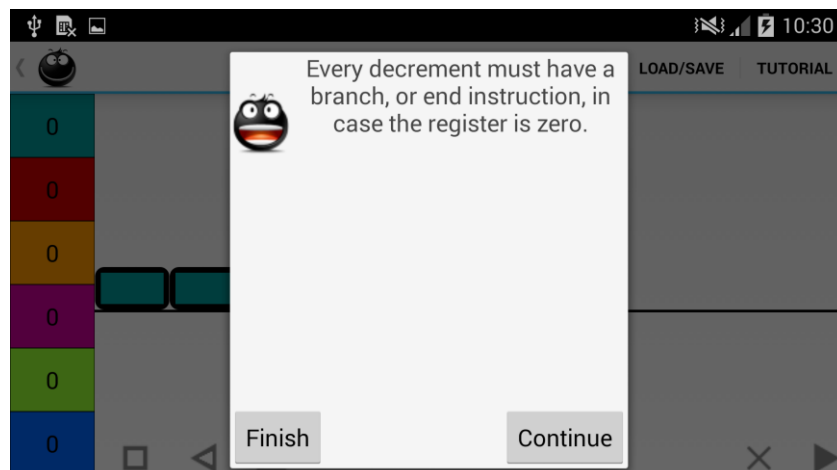 10:30
Every decrement must have a
branch, or end instruction, in
case the register is zero.
LOAD/SAVE TUTORIAL
0
0
0
0
0
0
Finish Continue